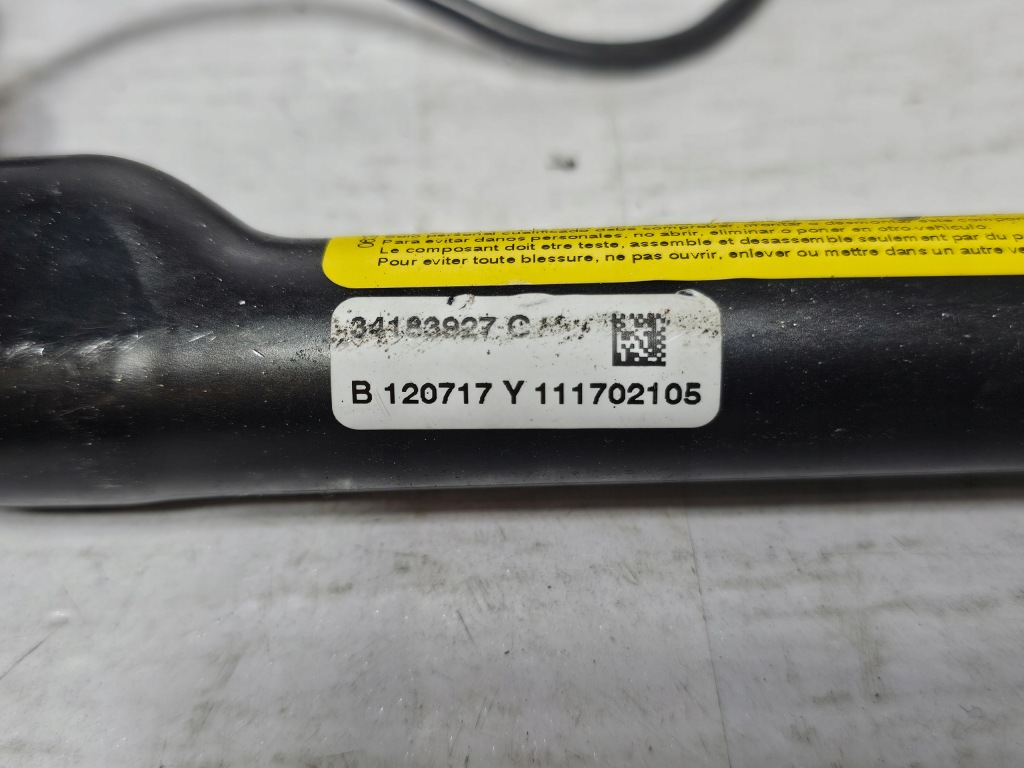 Para evitar danos personales, no abrir, eliminar o poner en otro vehiculo.
Le composant doit etre teste, assemble et desassemble seulement par du p
Pour eviter toute blessure, ne pas ouvrir, enlever ou mettre dans un autre ve
34183927 C
B 120717 Y 111702105